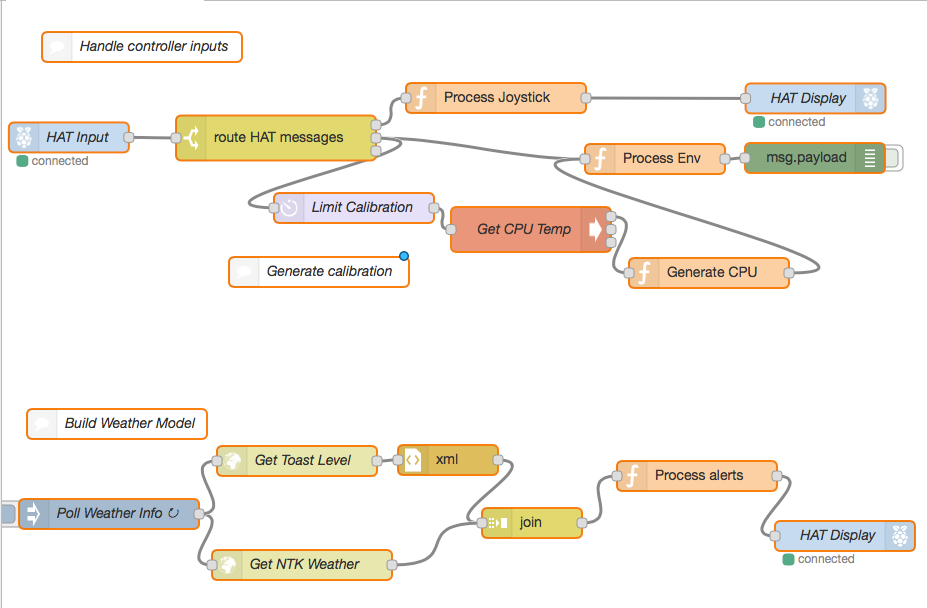 Handle controller inputs
Process Joystick
HAT Display
connected
HAT Input
connected
route HAT messages
Process Env
msg.payload
Limit Calibration
Get CPU Temp
Generate calibration
Generate CPU
Build Weather Model
Get Toast Level
xml
Process alerts
Poll Weather Info ↻
join
HAT Display
connected
Get NTK Weather